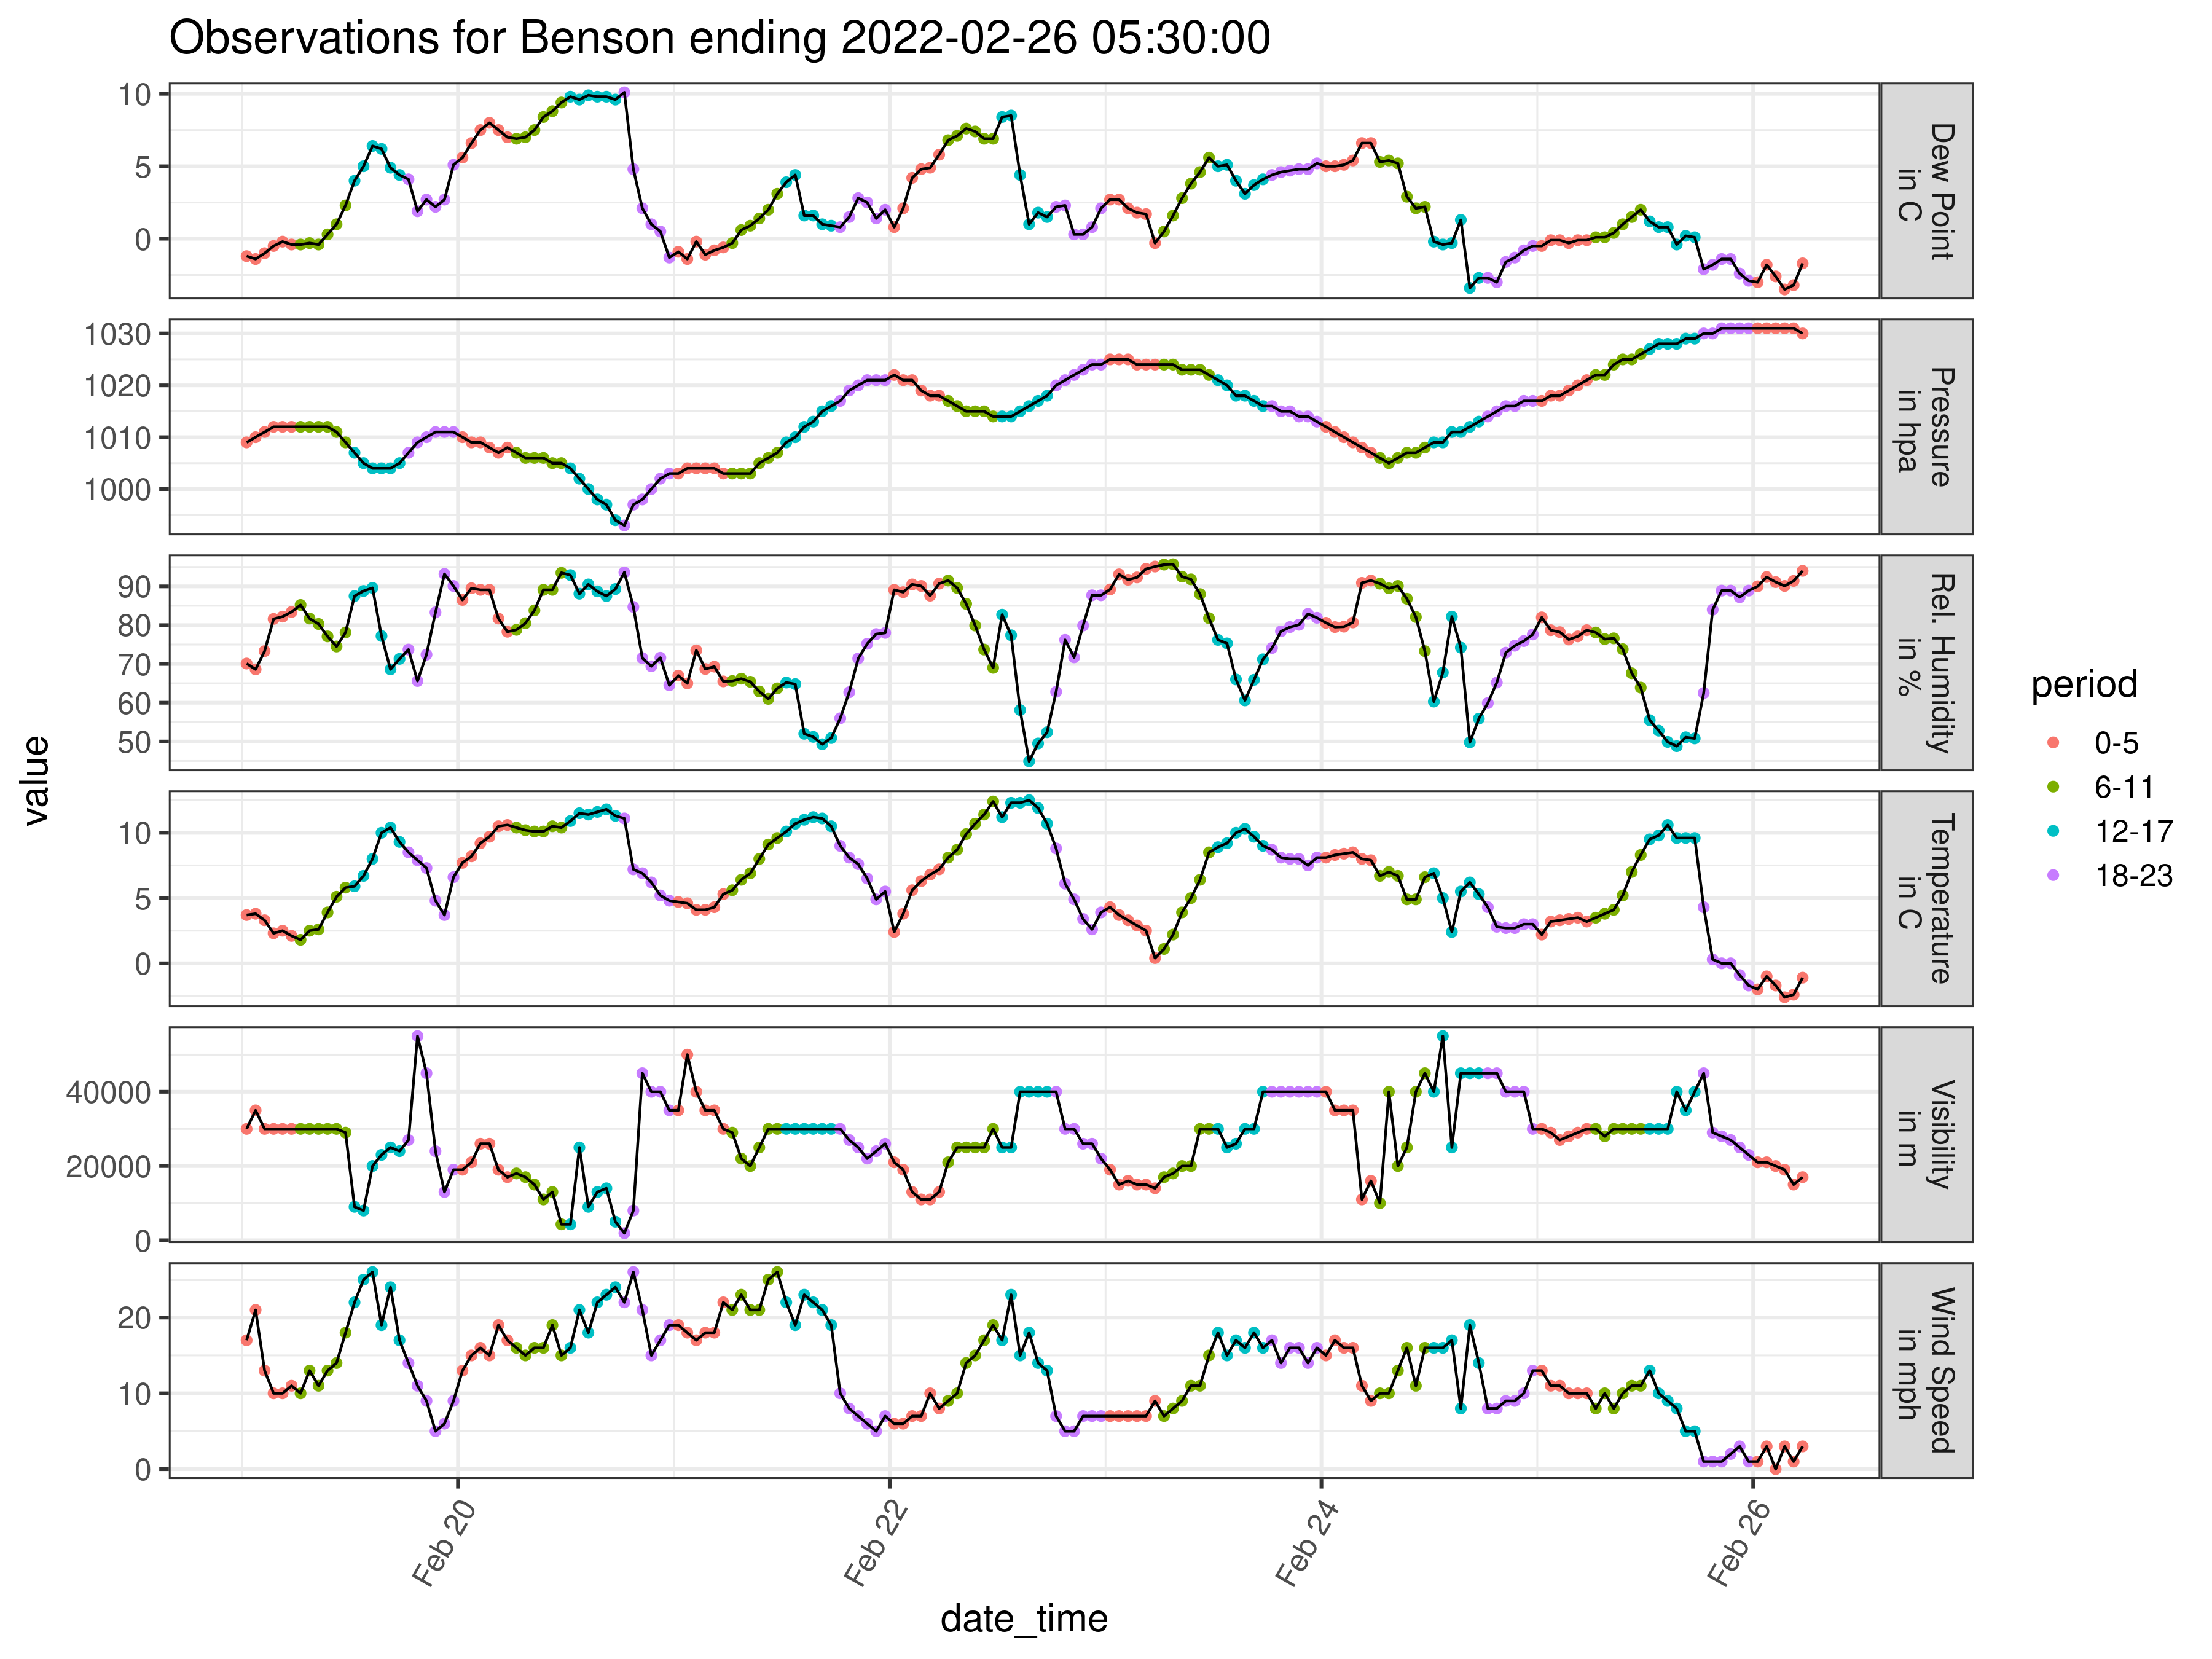 Observations for Benson ending 2022-02-26 05:30:00
10
5
0
Dew Point
in C
1030
1020
1010
1000
Pressure
in hpa
90
80
70
60
50
Rel. Humidity
in %
10
5
0
Temperature
in C
40000
20000
0
Visibility
in m
20
10
0
Wind Speed
in mph
value
Feb 20
Feb 22
Feb 24
Feb 26
date_time
period
0-5
6-11
12-17
18-23